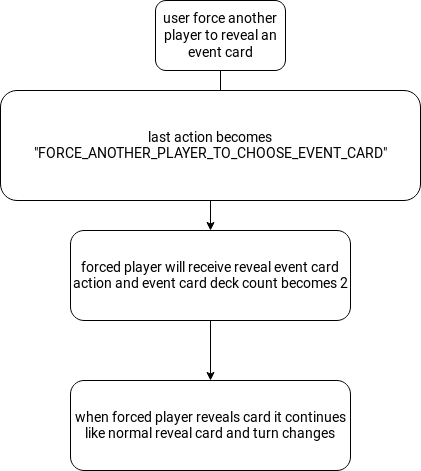 user force another
player to reveal an
event card
last action becomes
"FORCE_ANOTHER_PLAYER_TO_CHOOSE_EVENT_CARD"
forced player will receive reveal event card
action and event card deck count becomes 2
when forced player reveals card it continues
like normal reveal card and turn changes